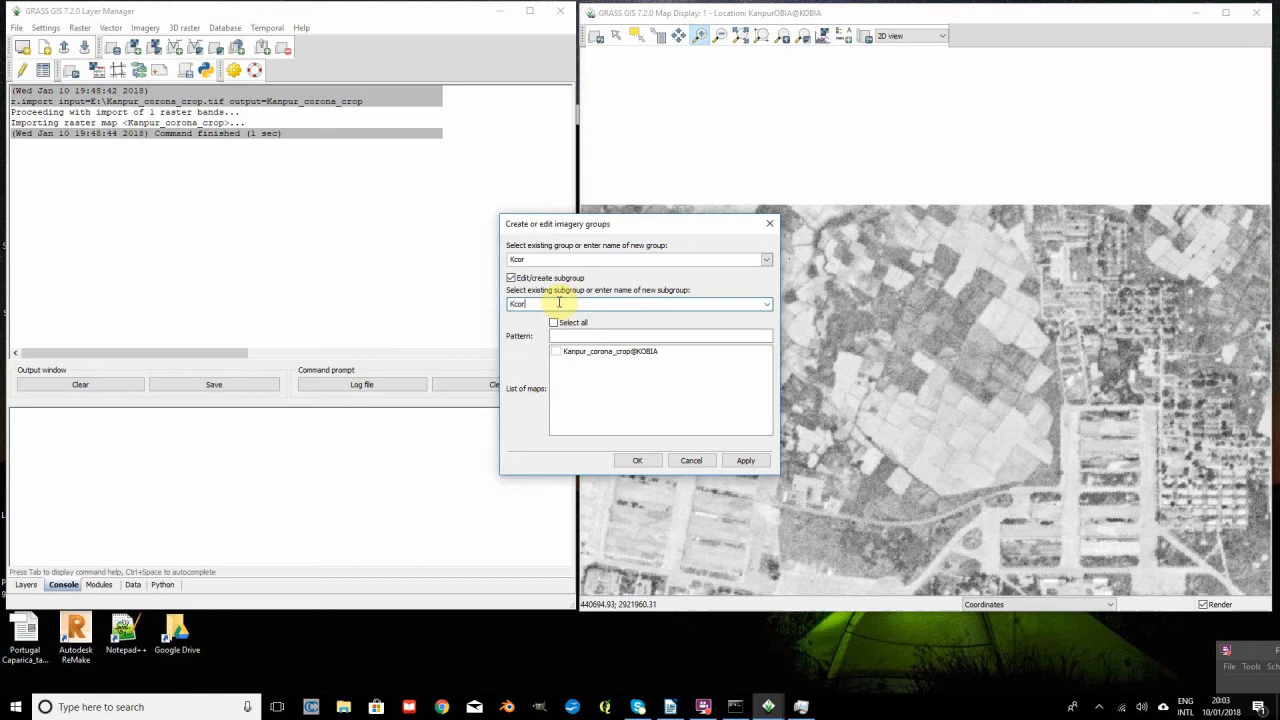 GRASS GIS 7.2.0 Layer Manager
File Settings Raster Vector Imagery 3D raster Database Temporal Help
(Wed Jan 10 19:48:42 2018)
r.import input=E:\Kanpur_corona_crop.tif output=Kanpur_corona_crop
Proceeding with import of 1 raster bands...
Importing raster map <Kanpur_corona_crop>...
(Wed Jan 10 19:48:44 2018) Command finished (1 sec)
Output window
Command prompt
Clear
Save
Log file
Press Tab to display command help, Ctrl+Space to autocomplete
Layers Console Modules Data Python
GRASS GIS 7.2.0 Map Display: 1 - Location: KanpurOBIA@KOBIA
2D view
Create or edit imagery groups
Select existing group or enter name of new group:
Kcor
Edit/create subgroup
Select existing subgroup or enter name of new subgroup:
Kcor
Select all
Pattern:
Kanpur_corona_crop@KOBIA
List of maps:
OK Cancel Apply
440694.93; 2921960.31
Coordinates
Render
Portugal
Caparica_ta...
Autodesk
ReMake
Notepad++
Google Drive
File Tools
Type here to search
ENG
INTL
20:03
10/01/2018